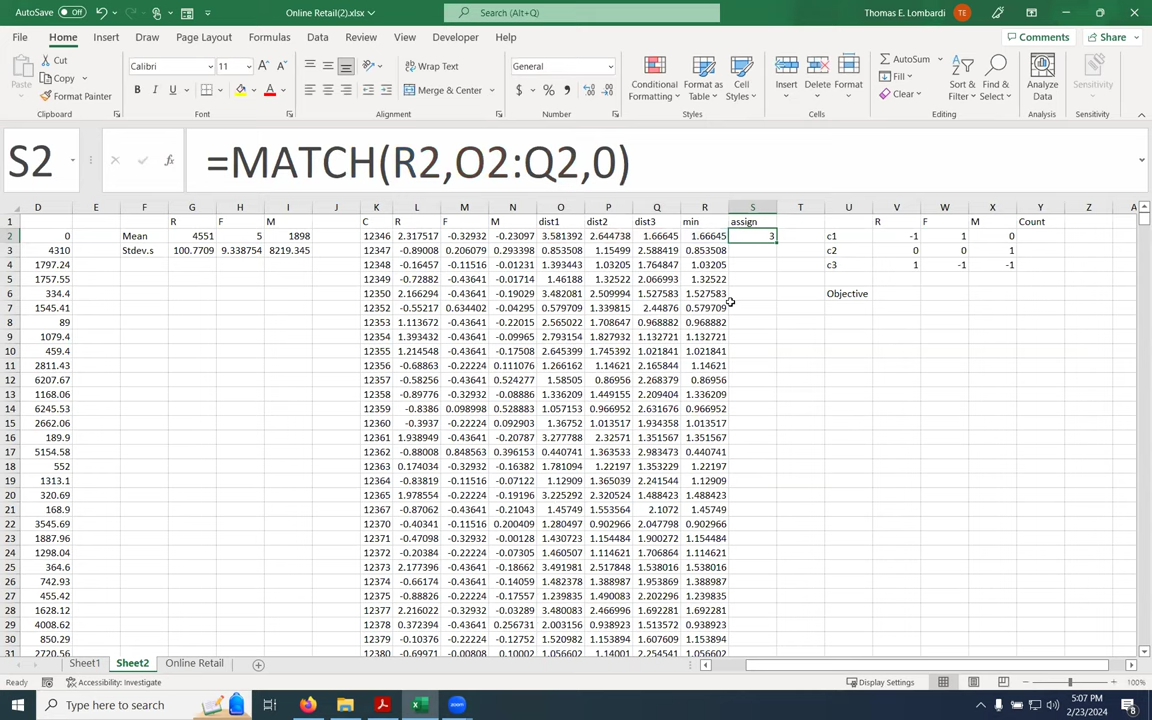 AutoSave Off Online Retail(2).xlsx Search (Alt+Q) Thomas E. Lombardi TE
File Home Insert Draw Page Layout Formulas Data Review View Developer Help Comments Share
Paste Cut Copy Format Painter Calibri 11 Wrap Text General Conditional Formatting Format as Table Cell Styles Insert Delete Format AutoSum Fill Clear Sort & Filter Find & Select Analyze Data Sensitivity
B I U Merge & Center $ % 
Clipboard Font Alignment Number Styles Cells Editing Analysis Sensitivity
S2 fx =MATCH(R2,O2:Q2,0)
D E F G H I J K L M N O P Q R S T U V W X Y Z A
1 R F M C R F M dist1 dist2 dist3 min assign R F M Count
2 0 Mean 4551 5 1898 12346 2.317517 -0.32932 -0.23097 3.581392 2.644738 1.66645 1.66645 3 c1 -1 1 0
3 4310 Stdev.s 100.7709 9.338754 8219.345 12347 -0.89008 0.206079 0.293398 0.853508 1.15499 2.588419 0.853508 c2 0 0 1
4 1797.24 12348 -0.16457 -0.11516 -0.01231 1.393443 1.03205 1.764847 1.03205 c3 1 -1 -1
5 1757.55 12349 -0.72882 -0.43641 -0.01714 1.46188 1.32522 2.066993 1.32522
6 334.4 12350 2.166294 -0.43641 -0.19029 3.482081 2.509994 1.527583 1.527583 Objective
7 1545.41 12352 -0.55217 0.634402 -0.04295 0.579709 1.339815 2.44876 0.579709
8 89 12353 1.113672 -0.43641 -0.22015 2.565022 1.708647 0.968882 0.968882
9 1079.4 12354 1.393432 -0.43641 -0.09965 2.793154 1.827932 1.132721 1.132721
10 459.4 12355 1.214548 -0.43641 -0.17508 2.645399 1.745392 1.021841 1.021841
11 2811.43 12356 -0.68863 -0.22224 0.111076 1.266162 1.14621 2.165844 1.14621
12 6207.67 12357 -0.58256 -0.43641 0.524277 1.58505 0.86956 2.268379 0.86956
13 1168.06 12358 -0.89776 -0.32932 -0.08886 1.336209 1.449155 2.209404 1.336209
14 6245.53 12359 -0.8386 0.098998 0.528883 1.057153 0.966952 2.631676 0.966952
15 2662.06 12360 -0.3937 -0.22224 0.092903 1.36752 1.013517 1.934358 1.013517
16 189.9 12361 1.938949 -0.43641 -0.20787 3.277788 2.32571 1.351567 1.351567
17 5154.58 12362 -0.88008 0.848563 0.396153 0.440741 1.363533 2.983473 0.440741
18 552 12363 0.174034 -0.32932 -0.16382 1.781094 1.22197 1.353229 1.22197
19 1313.1 12364 -0.83819 -0.11516 -0.07122 1.12909 1.365039 2.241544 1.12909
20 320.69 12365 1.978554 -0.43641 -0.19196 3.225292 2.320524 1.488423 1.488423
21 168.9 12367 -0.87062 -0.43641 -0.21043 1.45749 1.553564 2.1072 1.45749
22 3545.69 12370 -0.40341 -0.11516 0.200409 1.280497 0.902966 2.047798 0.902966
23 1887.96 12371 -0.47098 -0.32932 -0.00128 1.430723 1.154484 1.900272 1.154484
24 1298.04 12372 -0.20384 -0.22224 -0.07305 1.460507 1.114621 1.706864 1.114621
25 364.6 12373 2.177396 -0.43641 -0.18662 3.491981 2.517848 1.538016 1.538016
26 742.93 12374 -0.66174 -0.43641 -0.14059 1.482378 1.388987 1.953869 1.388987
27 455.42 12375 -0.88826 -0.32932 -0.17557 1.239835 1.490083 2.202296 1.239835
28 1628.12 12377 2.216022 -0.32932 -0.03289 3.480083 2.466996 1.692281 1.692281
29 4008.62 12378 0.372394 -0.22224 0.256731 2.003156 0.938923 1.513572 0.938923
30 850.29 12379 -0.10376 -0.22224 -0.12752 1.520982 1.153894 1.607609 1.153894
31 2720.56 12380 -0.69971 -0.00808 0.10002 1.056602 1.14001 2.254541 1.056602
Sheet1 Sheet2 Online Retail
Ready Accessibility: Investigate Display Settings 100%
Type here to search 5:07 PM
2/23/2024 8